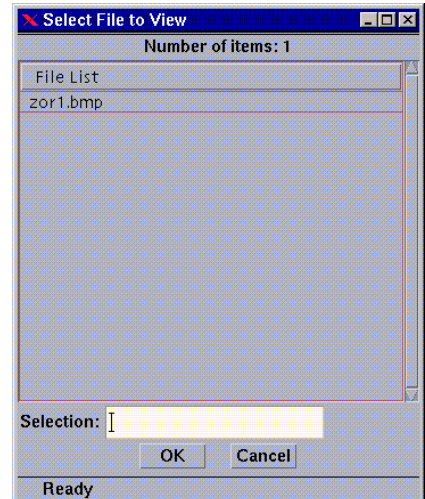 Select File to View
Number of items: 1
File List
zor1.bmp
Selection:
OK Cancel
Ready